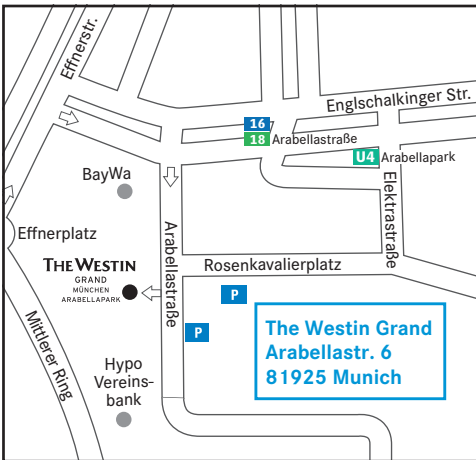 Effnerstr.
Englschalkinger Str.
16
18 Arabellastraße
U4 Arabellapark
BayWa
Elektrastraße
Effnerplatz
Arabellastraße
Rosenkavalierplatz
THE WESTIN
GRAND
MÜNCHEN
ARABELLAPARK
P
P
Mittlerer Ring
The Westin Grand
Arabellastr. 6
81925 Munich
Hypo
Vereins-
bank